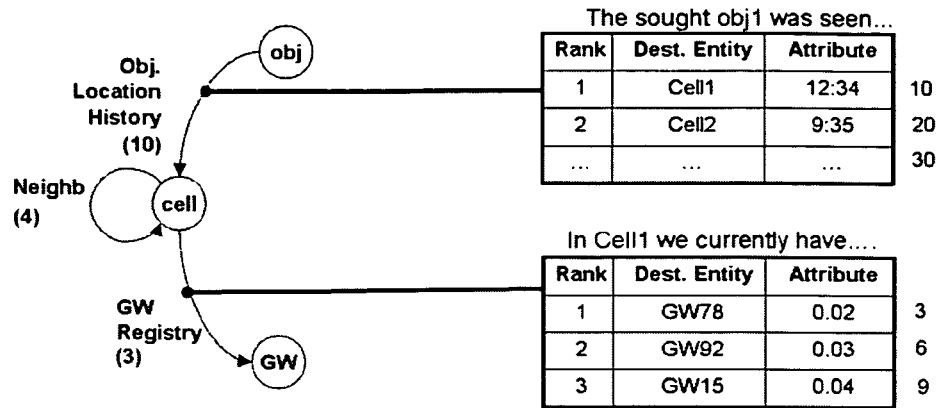 obj
Obj.
Location
History
(10)
Neighb
(4)
cell
GW
Registry
(3)
GW
The sought obj1 was seen...
Rank Dest. Entity Attribute
1 Cell1 12:34 10
2 Cell2 9:35 20
... ... ... 30
In Cell1 we currently have....
Rank Dest. Entity Attribute
1 GW78 0.02 3
2 GW92 0.03 6
3 GW15 0.04 9